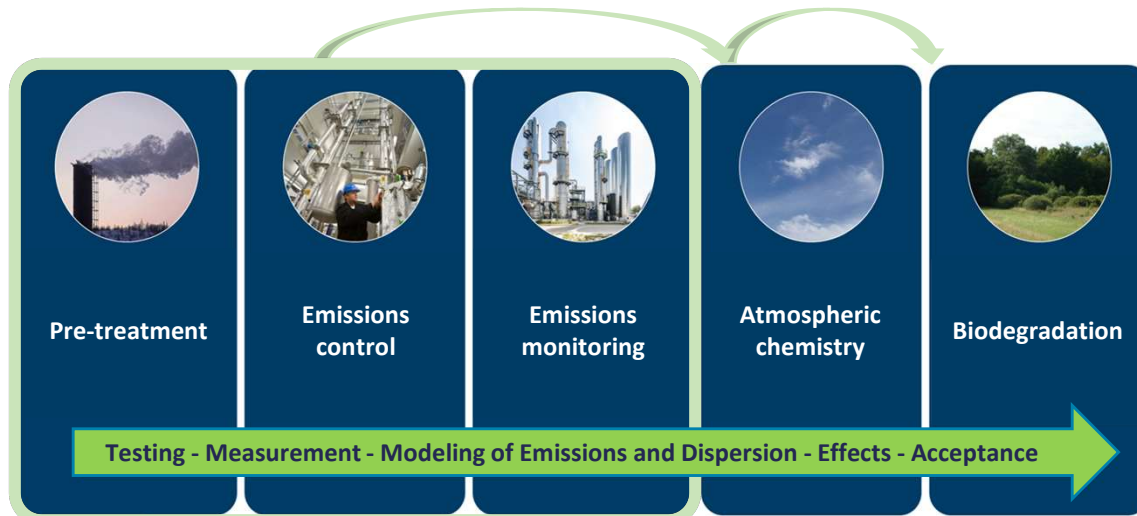 Pre-treatment
Emissions
control
Emissions
monitoring
Atmospheric
chemistry
Biodegradation
Testing - Measurement - Modeling of Emissions and Dispersion - Effects - Acceptance